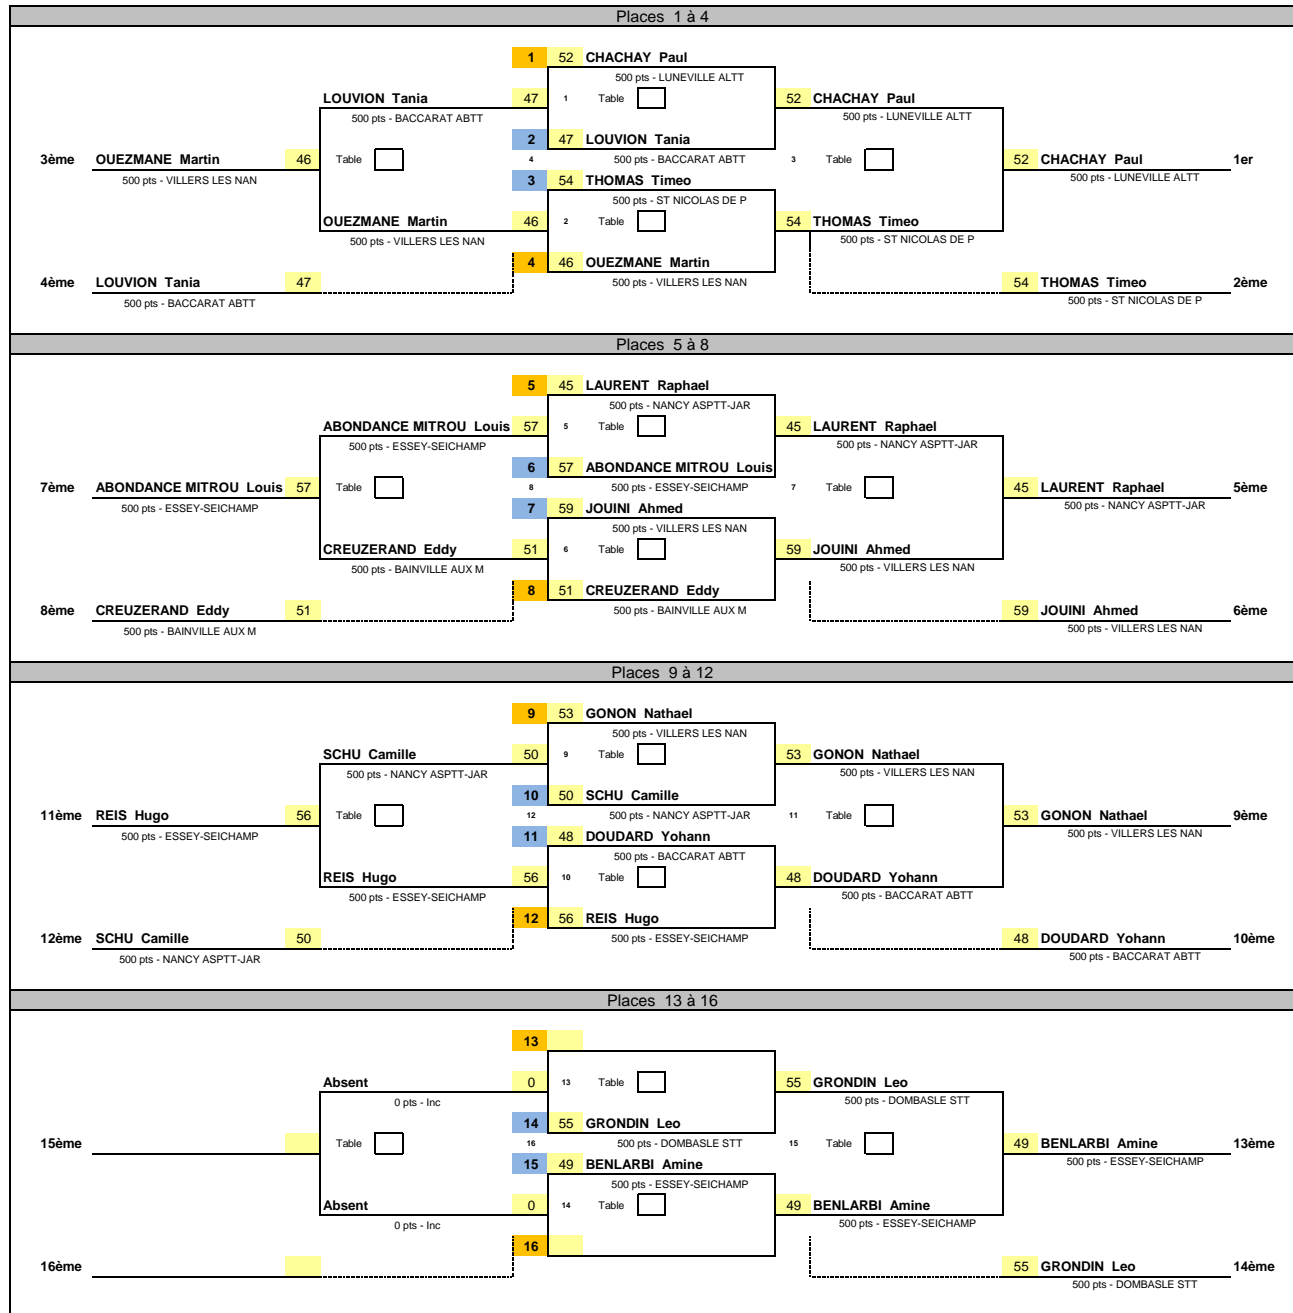 Places 1 à 4
1 52 CHACHAY Paul
500 pts - LUNEVILLE ALTT
LOUVION Tania 47 1 Table 52 CHACHAY Paul
500 pts - BACCARAT ABTT 500 pts - LUNEVILLE ALTT
2 47 LOUVION Tania
3ème OUEZMANE Martin 46 Table 4 500 pts - BACCARAT ABTT 3 Table 52 CHACHAY Paul 1er
500 pts - VILLERS LES NAN 3 54 THOMAS Timeo 500 pts - LUNEVILLE ALTT
500 pts - ST NICOLAS DE P
OUEZMANE Martin 46 2 Table 54 THOMAS Timeo
500 pts - VILLERS LES NAN 500 pts - ST NICOLAS DE P
4 46 OUEZMANE Martin
4ème LOUVION Tania 47 500 pts - VILLERS LES NAN 54 THOMAS Timeo 2ème
500 pts - BACCARAT ABTT 500 pts - ST NICOLAS DE P
Places 5 à 8
5 45 LAURENT Raphael
500 pts - NANCY ASPTT-JAR
ABONDANCE MITROU Louis 57 5 Table 45 LAURENT Raphael
500 pts - ESSEY-SEICHAMP 500 pts - NANCY ASPTT-JAR
6 57 ABONDANCE MITROU Louis
7ème ABONDANCE MITROU Louis 57 Table 8 500 pts - ESSEY-SEICHAMP 7 Table 45 LAURENT Raphael 5ème
500 pts - ESSEY-SEICHAMP 7 59 JOUINI Ahmed 500 pts - NANCY ASPTT-JAR
500 pts - VILLERS LES NAN
CREUZERAND Eddy 51 6 Table 59 JOUINI Ahmed
500 pts - BAINVILLE AUX M 500 pts - VILLERS LES NAN
8 51 CREUZERAND Eddy
8ème CREUZERAND Eddy 51 500 pts - BAINVILLE AUX M 59 JOUINI Ahmed 6ème
500 pts - BAINVILLE AUX M 500 pts - VILLERS LES NAN
Places 9 à 12
9 53 GONON Nathael
500 pts - VILLERS LES NAN
SCHU Camille 50 9 Table 53 GONON Nathael
500 pts - NANCY ASPTT-JAR 500 pts - VILLERS LES NAN
10 50 SCHU Camille
11ème REIS Hugo 56 Table 12 500 pts - NANCY ASPTT-JAR 11 Table 53 GONON Nathael 9ème
500 pts - ESSEY-SEICHAMP 11 48 DOUDARD Yohann 500 pts - VILLERS LES NAN
500 pts - BACCARAT ABTT
REIS Hugo 56 10 Table 48 DOUDARD Yohann
500 pts - ESSEY-SEICHAMP 500 pts - BACCARAT ABTT
12 56 REIS Hugo
12ème SCHU Camille 50 500 pts - ESSEY-SEICHAMP 48 DOUDARD Yohann 10ème
500 pts - NANCY ASPTT-JAR 500 pts - BACCARAT ABTT
Places 13 à 16
13
Absent 0 13 Table 55 GRONDIN Leo
0 pts - Inc 500 pts - DOMBASLE STT
14 55 GRONDIN Leo
15ème Table 16 500 pts - DOMBASLE STT 15 Table 49 BENLARBI Amine 13ème
15 49 BENLARBI Amine 500 pts - ESSEY-SEICHAMP
500 pts - ESSEY-SEICHAMP
Absent 0 14 Table 49 BENLARBI Amine
0 pts - Inc 500 pts - ESSEY-SEICHAMP
16
16ème 55 GRONDIN Leo 14ème
500 pts - DOMBASLE STT